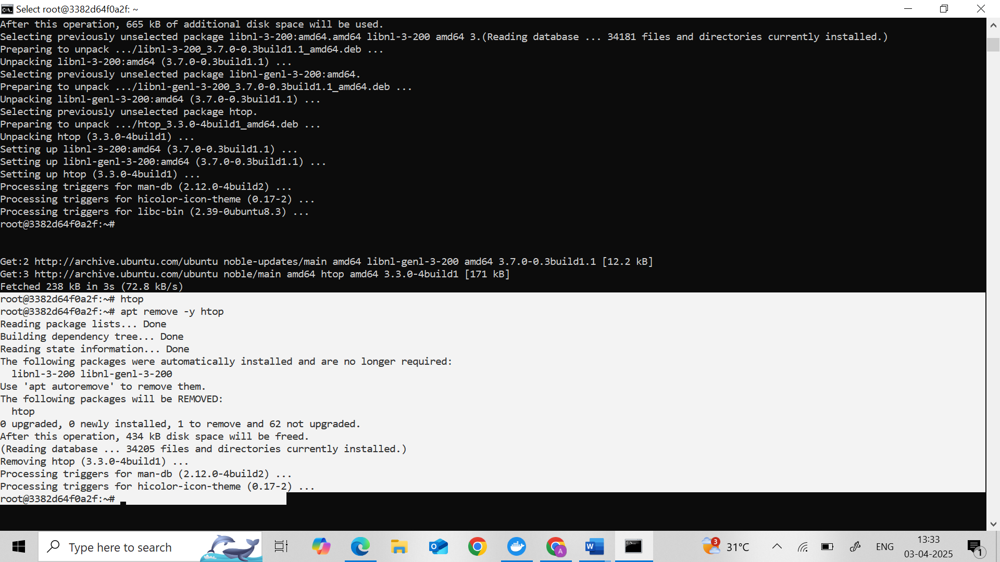 Select root@3382d64f0a2f: ~
After this operation, 665 kB of additional disk space will be used.
Selecting previously unselected package libnl-3-200:amd64.amd64 libnl-3-200 amd64 3.(Reading database ... 34181 files and directories currently installed.)
Preparing to unpack .../libnl-3-200_3.7.0-0.3build1.1_amd64.deb ...
Unpacking libnl-3-200:amd64 (3.7.0-0.3build1.1) ...
Selecting previously unselected package libnl-genl-3-200:amd64.
Preparing to unpack .../libnl-genl-3-200_3.7.0-0.3build1.1_amd64.deb ...
Unpacking libnl-genl-3-200:amd64 (3.7.0-0.3build1.1) ...
Selecting previously unselected package htop.
Preparing to unpack .../htop_3.3.0-4build1_amd64.deb ...
Unpacking htop (3.3.0-4build1) ...
Setting up libnl-3-200:amd64 (3.7.0-0.3build1.1) ...
Setting up libnl-genl-3-200:amd64 (3.7.0-0.3build1.1) ...
Setting up htop (3.3.0-4build1) ...
Processing triggers for man-db (2.12.0-4build2) ...
Processing triggers for hicolor-icon-theme (0.17-2) ...
Processing triggers for libc-bin (2.39-0ubuntu8.3) ...
root@3382d64f0a2f:~#
Get:2 http://archive.ubuntu.com/ubuntu noble-updates/main amd64 libnl-genl-3-200 amd64 3.7.0-0.3build1.1 [12.2 kB]
Get:3 http://archive.ubuntu.com/ubuntu noble/main amd64 htop amd64 3.3.0-4build1 [171 kB]
Fetched 238 kB in 3s (72.8 kB/s)
root@3382d64f0a2f:~# htop
root@3382d64f0a2f:~# apt remove -y htop
Reading package lists... Done
Building dependency tree... Done
Reading state information... Done
The following packages were automatically installed and are no longer required:
  libnl-3-200 libnl-genl-3-200
Use 'apt autoremove' to remove them.
The following packages will be REMOVED:
  htop
0 upgraded, 0 newly installed, 1 to remove and 62 not upgraded.
After this operation, 434 kB disk space will be freed.
(Reading database ... 34205 files and directories currently installed.)
Removing htop (3.3.0-4build1) ...
Processing triggers for man-db (2.12.0-4build2) ...
Processing triggers for hicolor-icon-theme (0.17-2) ...
root@3382d64f0a2f:~#
Type here to search
A
3
31°C
ENG
13:33
03-04-2025
1